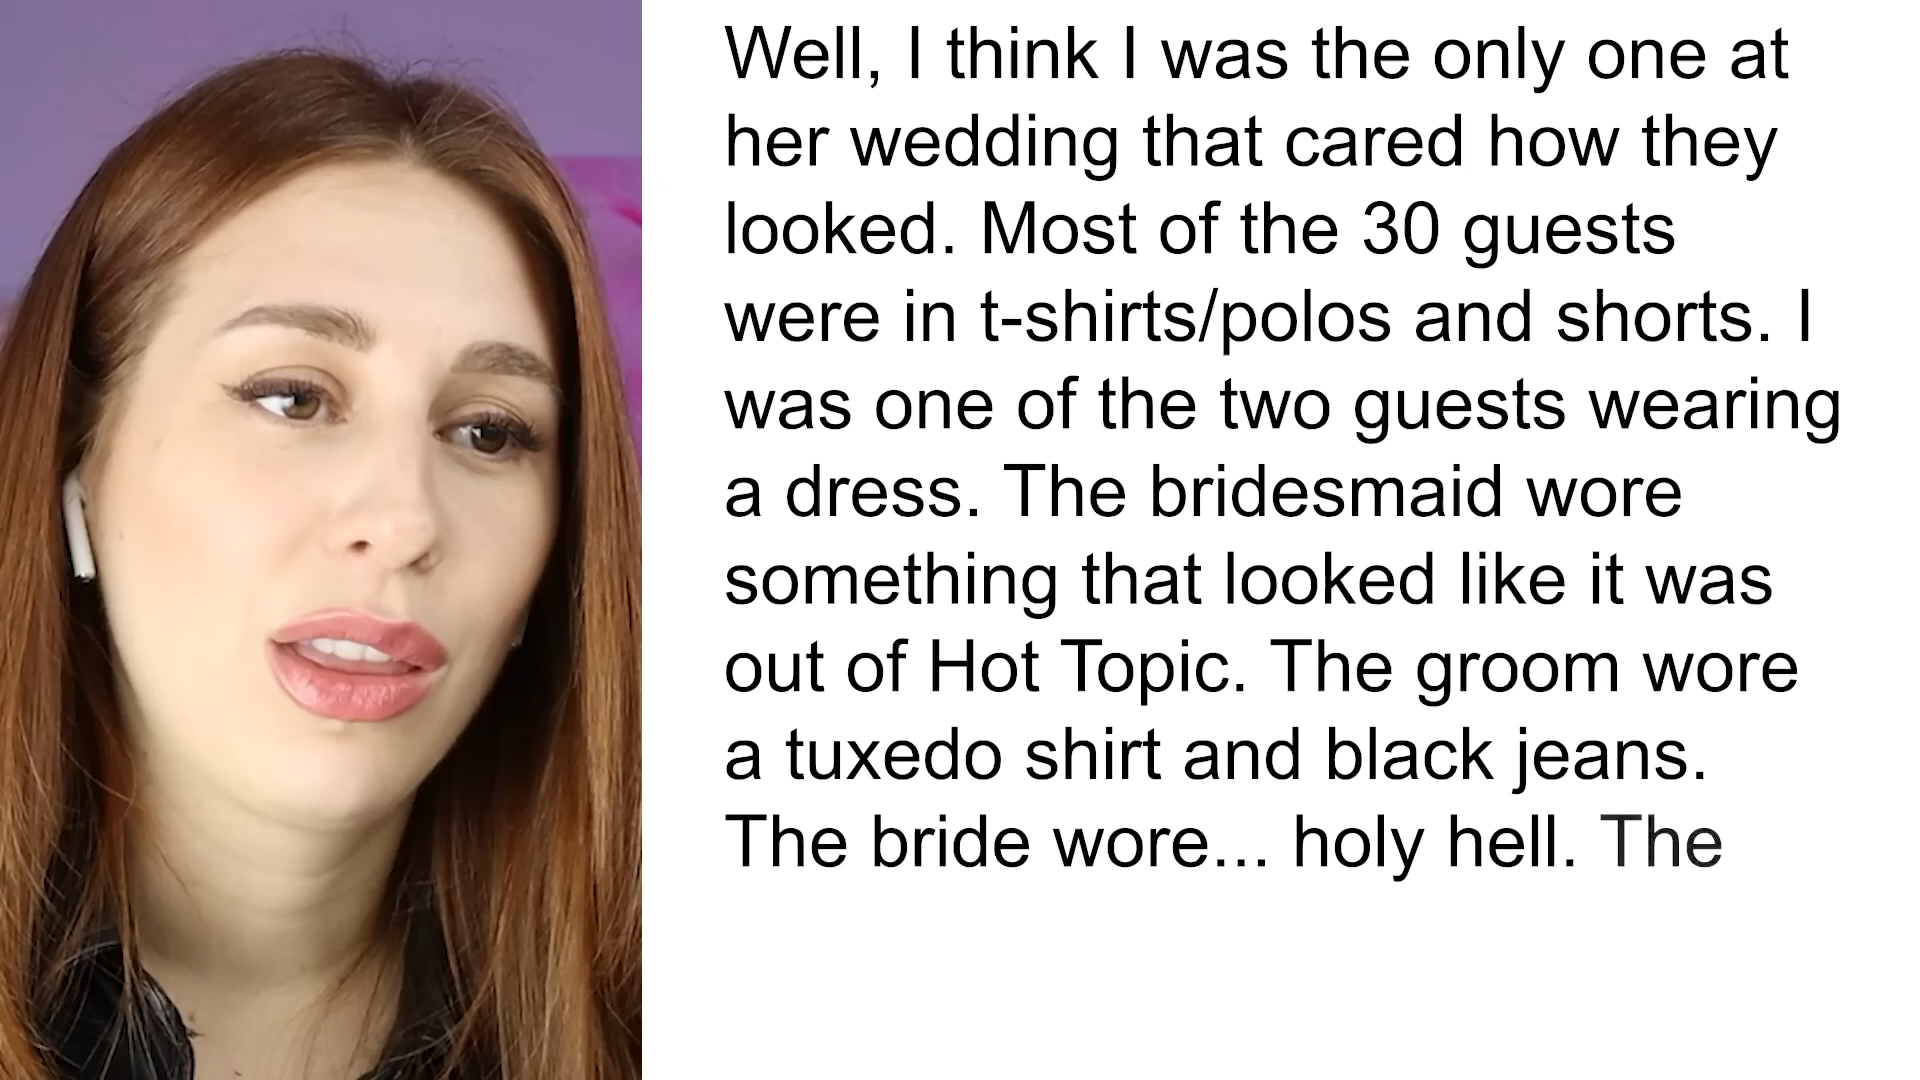 Well, I think I was the only one at
her wedding that cared how they
looked. Most of the 30 guests
were in t-shirts/polos and shorts. I
was one of the two guests wearing
a dress. The bridesmaid wore
something that looked like it was
out of Hot Topic. The groom wore
a tuxedo shirt and black jeans.
The bride wore... holy hell. The